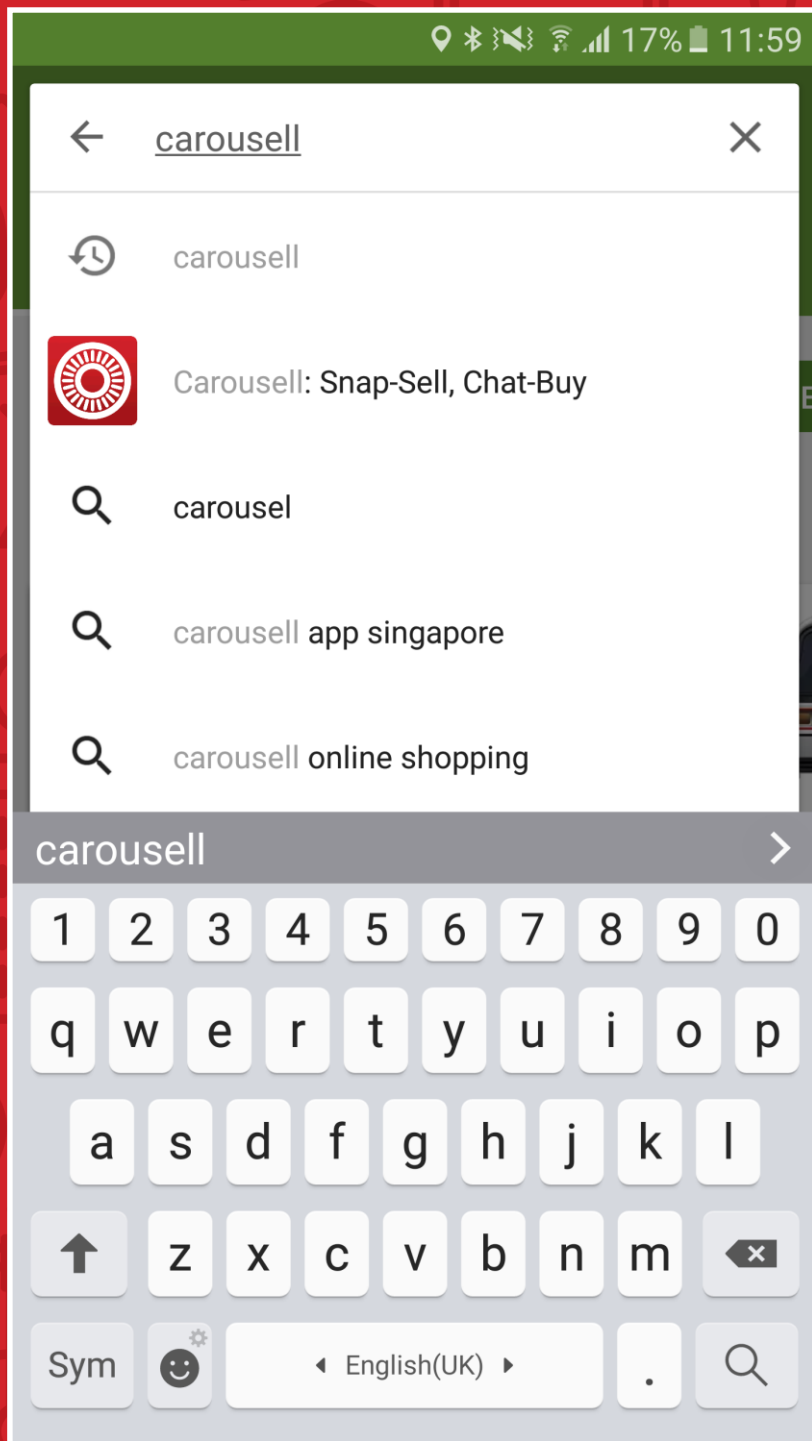 17% 11:59
carousell
carousell
Carousell: Snap-Sell, Chat-Buy
carousel
carousell app singapore
carousell online shopping
carousell
1 2 3 4 5 6 7 8 9 0
q w e r t y u i o p
a s d f g h j k l
z x c v b n m
Sym English(UK) .